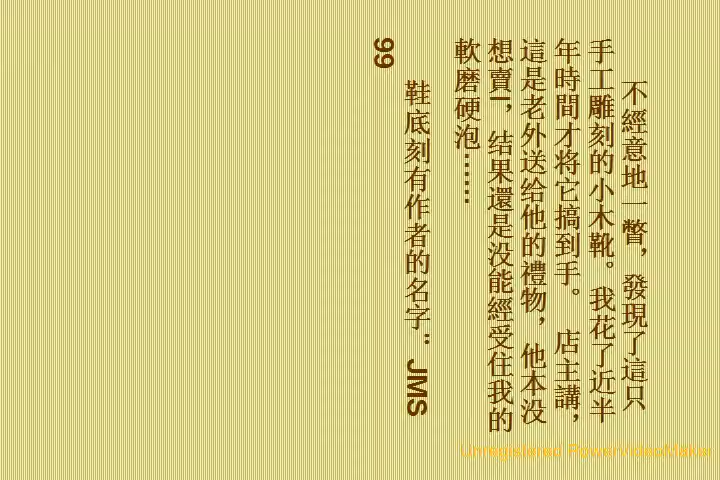 不經意地一瞥，發現了這只
手工雕刻的小木靴。我花了近半
年時間才将它搞到手。店主講，
這是老外送给他的禮物，他本没
想賣，结果還是没能經受住我的
軟磨硬泡……
鞋底刻有作者的名字：JMS
99
Unregistered PowerVideoMaker